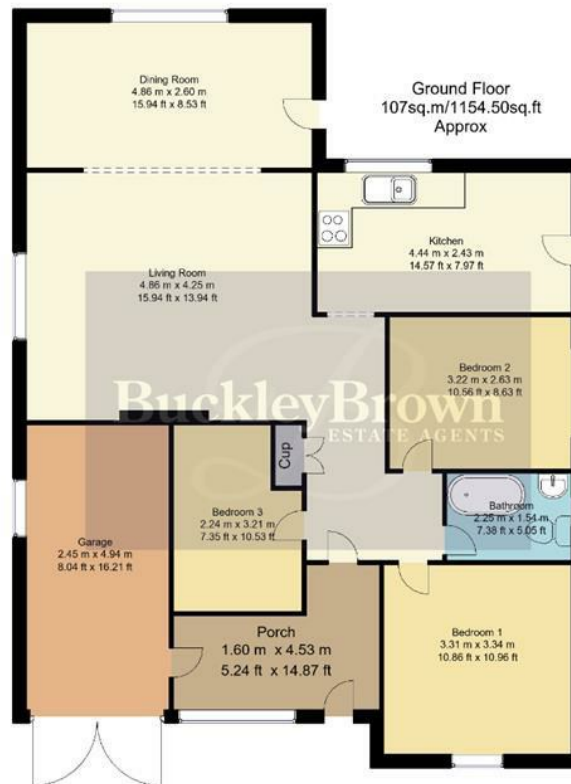 Dining Room
4.86 m x 2.60 m
15.94 ft x 8.53 ft
Ground Floor
107sq.m/1154.50sq.ft
Approx
Kitchen
4.44 m x 2.43 m
14.57 ft x 7.97 ft
Living Room
4.86 m x 4.25 m
15.94 ft x 13.94 ft
Bedroom 2
3.22 m x 2.63 m
10.56 ft x 8.63 ft
BuckleyBrown
ESTATE AGENTS
Cup
Bedroom 3
2.24 m x 3.21 m
7.35 ft x 10.53 ft
Bathroom
2.25 m x 1.54 m
7.38 ft x 5.05 ft
Garage
2.45 m x 4.94 m
8.04 ft x 16.21 ft
Porch
1.60 m x 4.53 m
5.24 ft x 14.87 ft
Bedroom 1
3.31 m x 3.34 m
10.86 ft x 10.96 ft